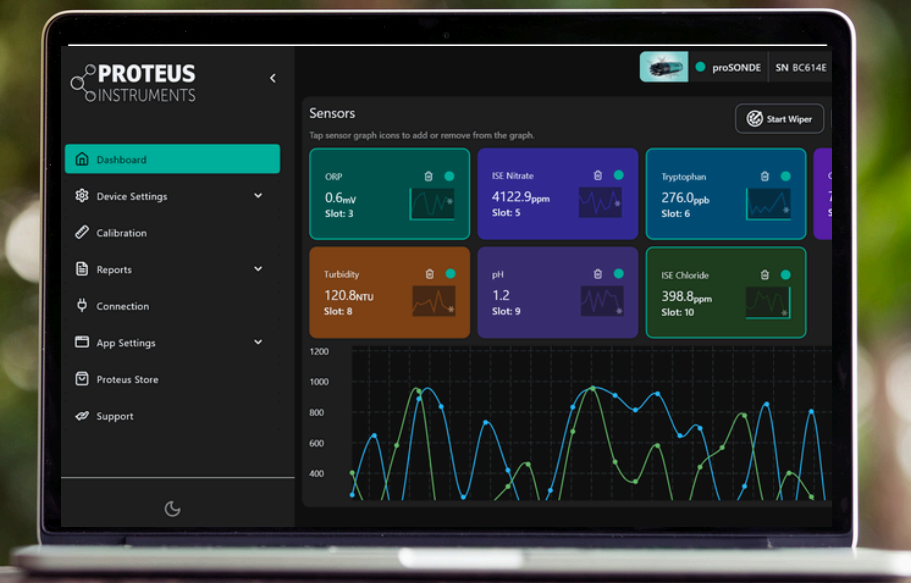 PROTEUS
INSTRUMENTS
proSONDE
SN BC614E
Dashboard
Device Settings
Calibration
Reports
Connection
App Settings
Proteus Store
Support
Sensors
Start Wiper
Tap sensor graph icons to add or remove from the graph.
ORP
0.6mV
Slot: 3
ISE Nitrate
4122.9ppm
Slot: 5
Tryptophan
276.0ppb
Slot: 6
Turbidity
120.8NTU
Slot: 8
pH
1.2
Slot: 9
ISE Chloride
398.8ppm
Slot: 10
1200
1000
800
600
400